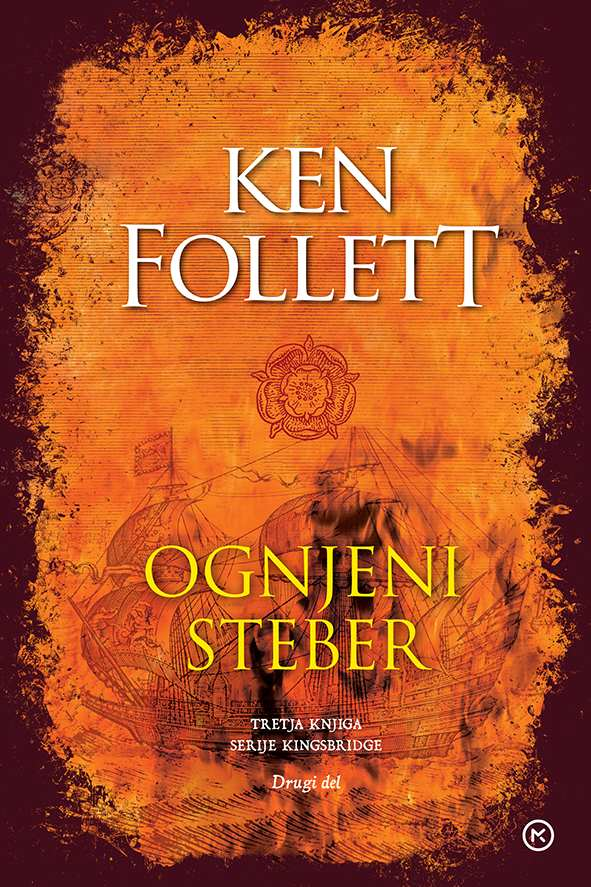 KEN
FOLLETT
OGNJENI
STEBER
TRETJA KNJIGA
SERIJE KINGSBRIDGE
Drugi del